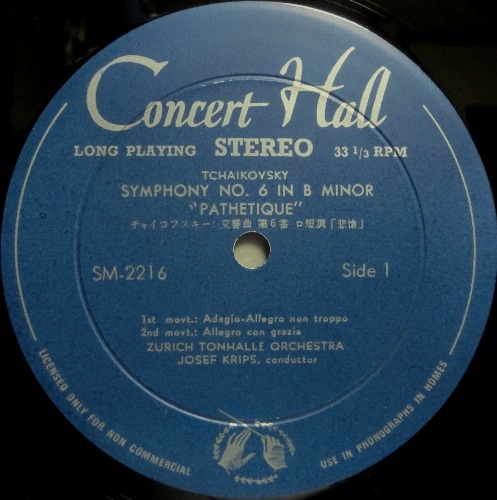 Concert Hall
LONG PLAYING STEREO 33 1/3 RPM
TCHAIKOVSKY
SYMPHONY NO. 6 IN B MINOR
"PATHETIQUE"
チャイコフスキー: 交響曲 第6番 ロ短調「悲愴」
SM-2216 Side 1
1st movt.: Adagio-Allegro non troppo
2nd movt.: Allegro con grazia
ZURICH TONHALLE ORCHESTRA
JOSEF KRIPS, conductor
LICENSED ONLY FOR NON COMMERCIAL USE IN PHONOGRAPHS IN HOMES